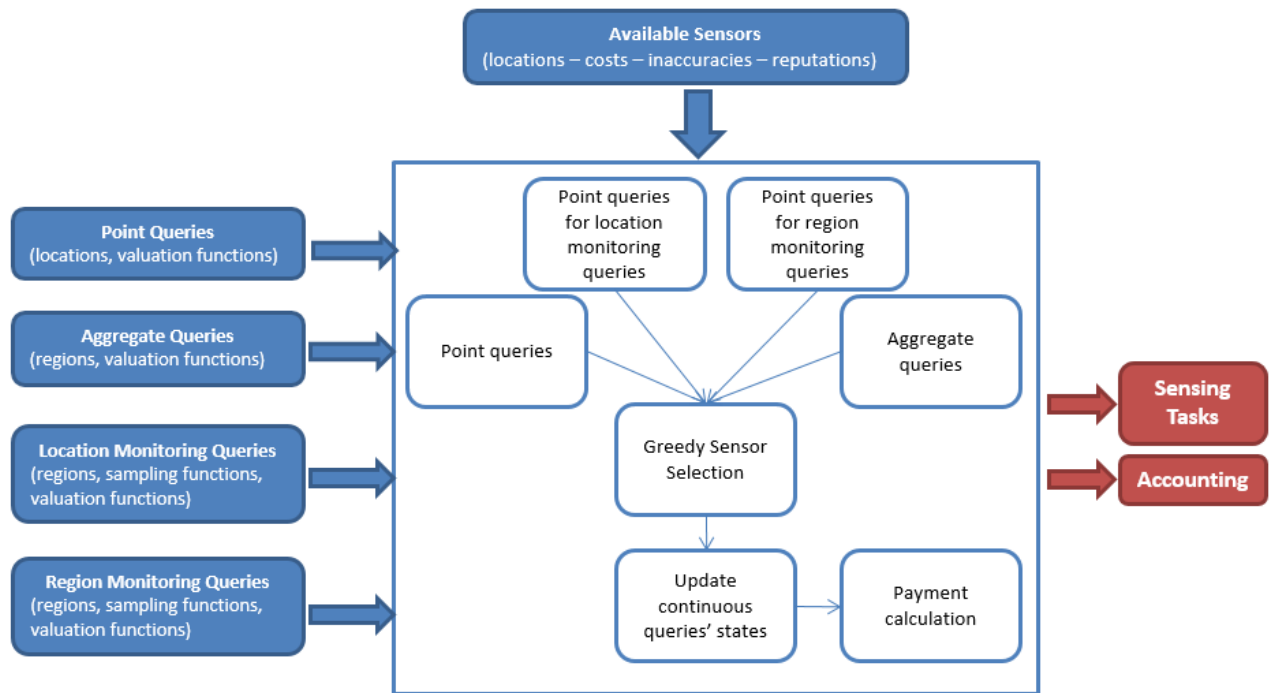 Available Sensors
(locations – costs – inaccuracies – reputations)
Point queries
for location
monitoring
queries
Point queries
for region
monitoring
queries
Point Queries
(locations, valuation functions)
Aggregate Queries
(regions, valuation functions)
Point queries
Aggregate
queries
Sensing
Tasks
Location Monitoring Queries
(regions, sampling functions,
valuation functions)
Greedy Sensor
Selection
Accounting
Region Monitoring Queries
(regions, sampling functions,
valuation functions)
Update
continuous
queries’ states
Payment
calculation